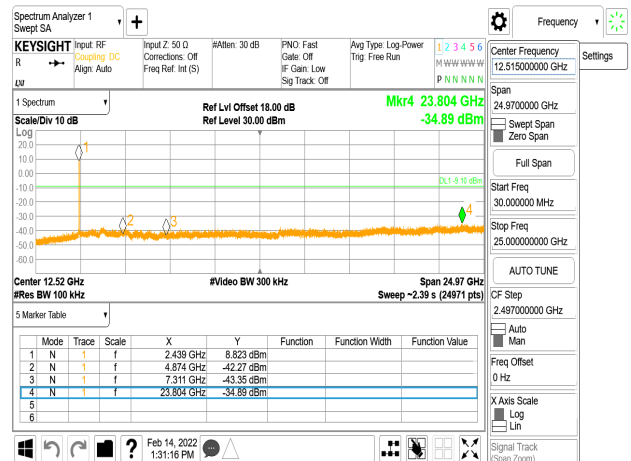 Spectrum Analyzer 1
Swept SA
Frequency
KEYSIGHT
R
Input: RF
Coupling: DC
Align: Auto
Input Z: 50 Ω
Corrections: Off
Freq Ref: Int (S)
#Atten: 30 dB
PNO: Fast
Gate: Off
IF Gain: Low
Sig Track: Off
Avg Type: Log-Power
Trig: Free Run
1 2 3 4 5 6
M W W W W W
P N N N N N
LXI
1 Spectrum
Scale/Div 10 dB
Ref Lvl Offset 18.00 dB
Ref Level 30.00 dBm
Mkr4 23.804 GHz
-34.89 dBm
Log
20.0
10.0
0.00
-10.0
-20.0
-30.0
-40.0
-50.0
-60.0
1
2
3
4
DL1 -9.18 dBm
Center 12.52 GHz
#Res BW 100 kHz
#Video BW 300 kHz
Span 24.97 GHz
Sweep ~2.39 s (24971 pts)
5 Marker Table
Mode Trace Scale X Y Function Function Width Function Value
1 N 1 f 2.439 GHz 8.823 dBm
2 N 1 f 4.874 GHz -42.27 dBm
3 N 1 f 7.311 GHz -43.35 dBm
4 N 1 f 23.804 GHz -34.89 dBm
5
6
?
Feb 14, 2022
1:31:16 PM
Center Frequency
12.515000000 GHz
Settings
Span
24.9700000 GHz
Swept Span
Zero Span
Full Span
Start Freq
30.000000 MHz
Stop Freq
25.000000000 GHz
AUTO TUNE
CF Step
2.497000000 GHz
Auto
Man
Freq Offset
0 Hz
X Axis Scale
Log
Lin
Signal Track
(Span Zoom)